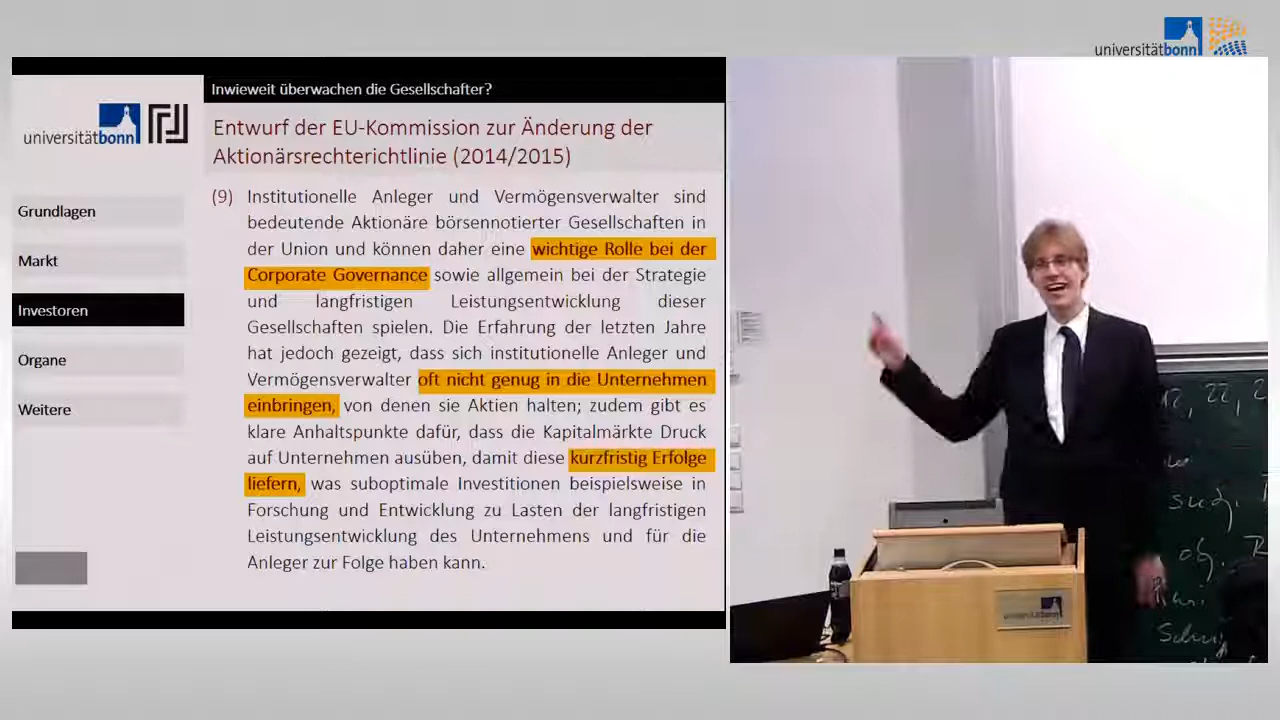 universitätbonn
Inwieweit überwachen die Gesellschafter?
universitätbonn
Entwurf der EU-Kommission zur Änderung der
Aktionärsrechterichtlinie (2014/2015)
Grundlagen
Markt
Investoren
Organe
Weitere
(9) Institutionelle Anleger und Vermögensverwalter sind
bedeutende Aktionäre börsennotierter Gesellschaften in
der Union und können daher eine wichtige Rolle bei der
Corporate Governance sowie allgemein bei der Strategie
und langfristigen Leistungsentwicklung dieser
Gesellschaften spielen. Die Erfahrung der letzten Jahre
hat jedoch gezeigt, dass sich institutionelle Anleger und
Vermögensverwalter oft nicht genug in die Unternehmen
einbringen, von denen sie Aktien halten; zudem gibt es
klare Anhaltspunkte dafür, dass die Kapitalmärkte Druck
auf Unternehmen ausüben, damit diese kurzfristig Erfolge
liefern, was suboptimale Investitionen beispielsweise in
Forschung und Entwicklung zu Lasten der langfristigen
Leistungsentwicklung des Unternehmens und für die
Anleger zur Folge haben kann.
universitätbonn